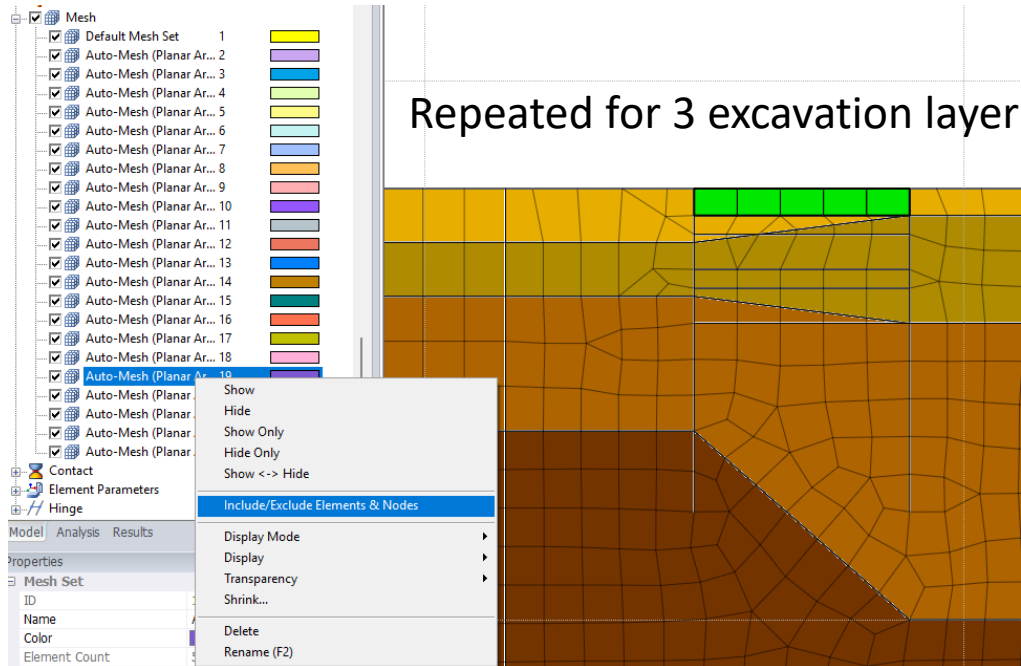 Mesh
Default Mesh Set 1
Auto-Mesh (Planar Ar... 2
Auto-Mesh (Planar Ar... 3
Auto-Mesh (Planar Ar... 4
Auto-Mesh (Planar Ar... 5
Auto-Mesh (Planar Ar... 6
Auto-Mesh (Planar Ar... 7
Auto-Mesh (Planar Ar... 8
Auto-Mesh (Planar Ar... 9
Auto-Mesh (Planar Ar... 10
Auto-Mesh (Planar Ar... 11
Auto-Mesh (Planar Ar... 12
Auto-Mesh (Planar Ar... 13
Auto-Mesh (Planar Ar... 14
Auto-Mesh (Planar Ar... 15
Auto-Mesh (Planar Ar... 16
Auto-Mesh (Planar Ar... 17
Auto-Mesh (Planar Ar... 18
Auto-Mesh (Planar Ar... 19
Auto-Mesh (Planar
Auto-Mesh (Planar
Auto-Mesh (Planar
Auto-Mesh (Planar
Contact
Element Parameters
Hinge
Model Analysis Results
Properties
Mesh Set
ID
Name
Color
Element Count
Show
Hide
Show Only
Hide Only
Show <-> Hide
Include/Exclude Elements & Nodes
Display Mode
Display
Transparency
Shrink...
Delete
Rename (F2)
Repeated for 3 excavation layer